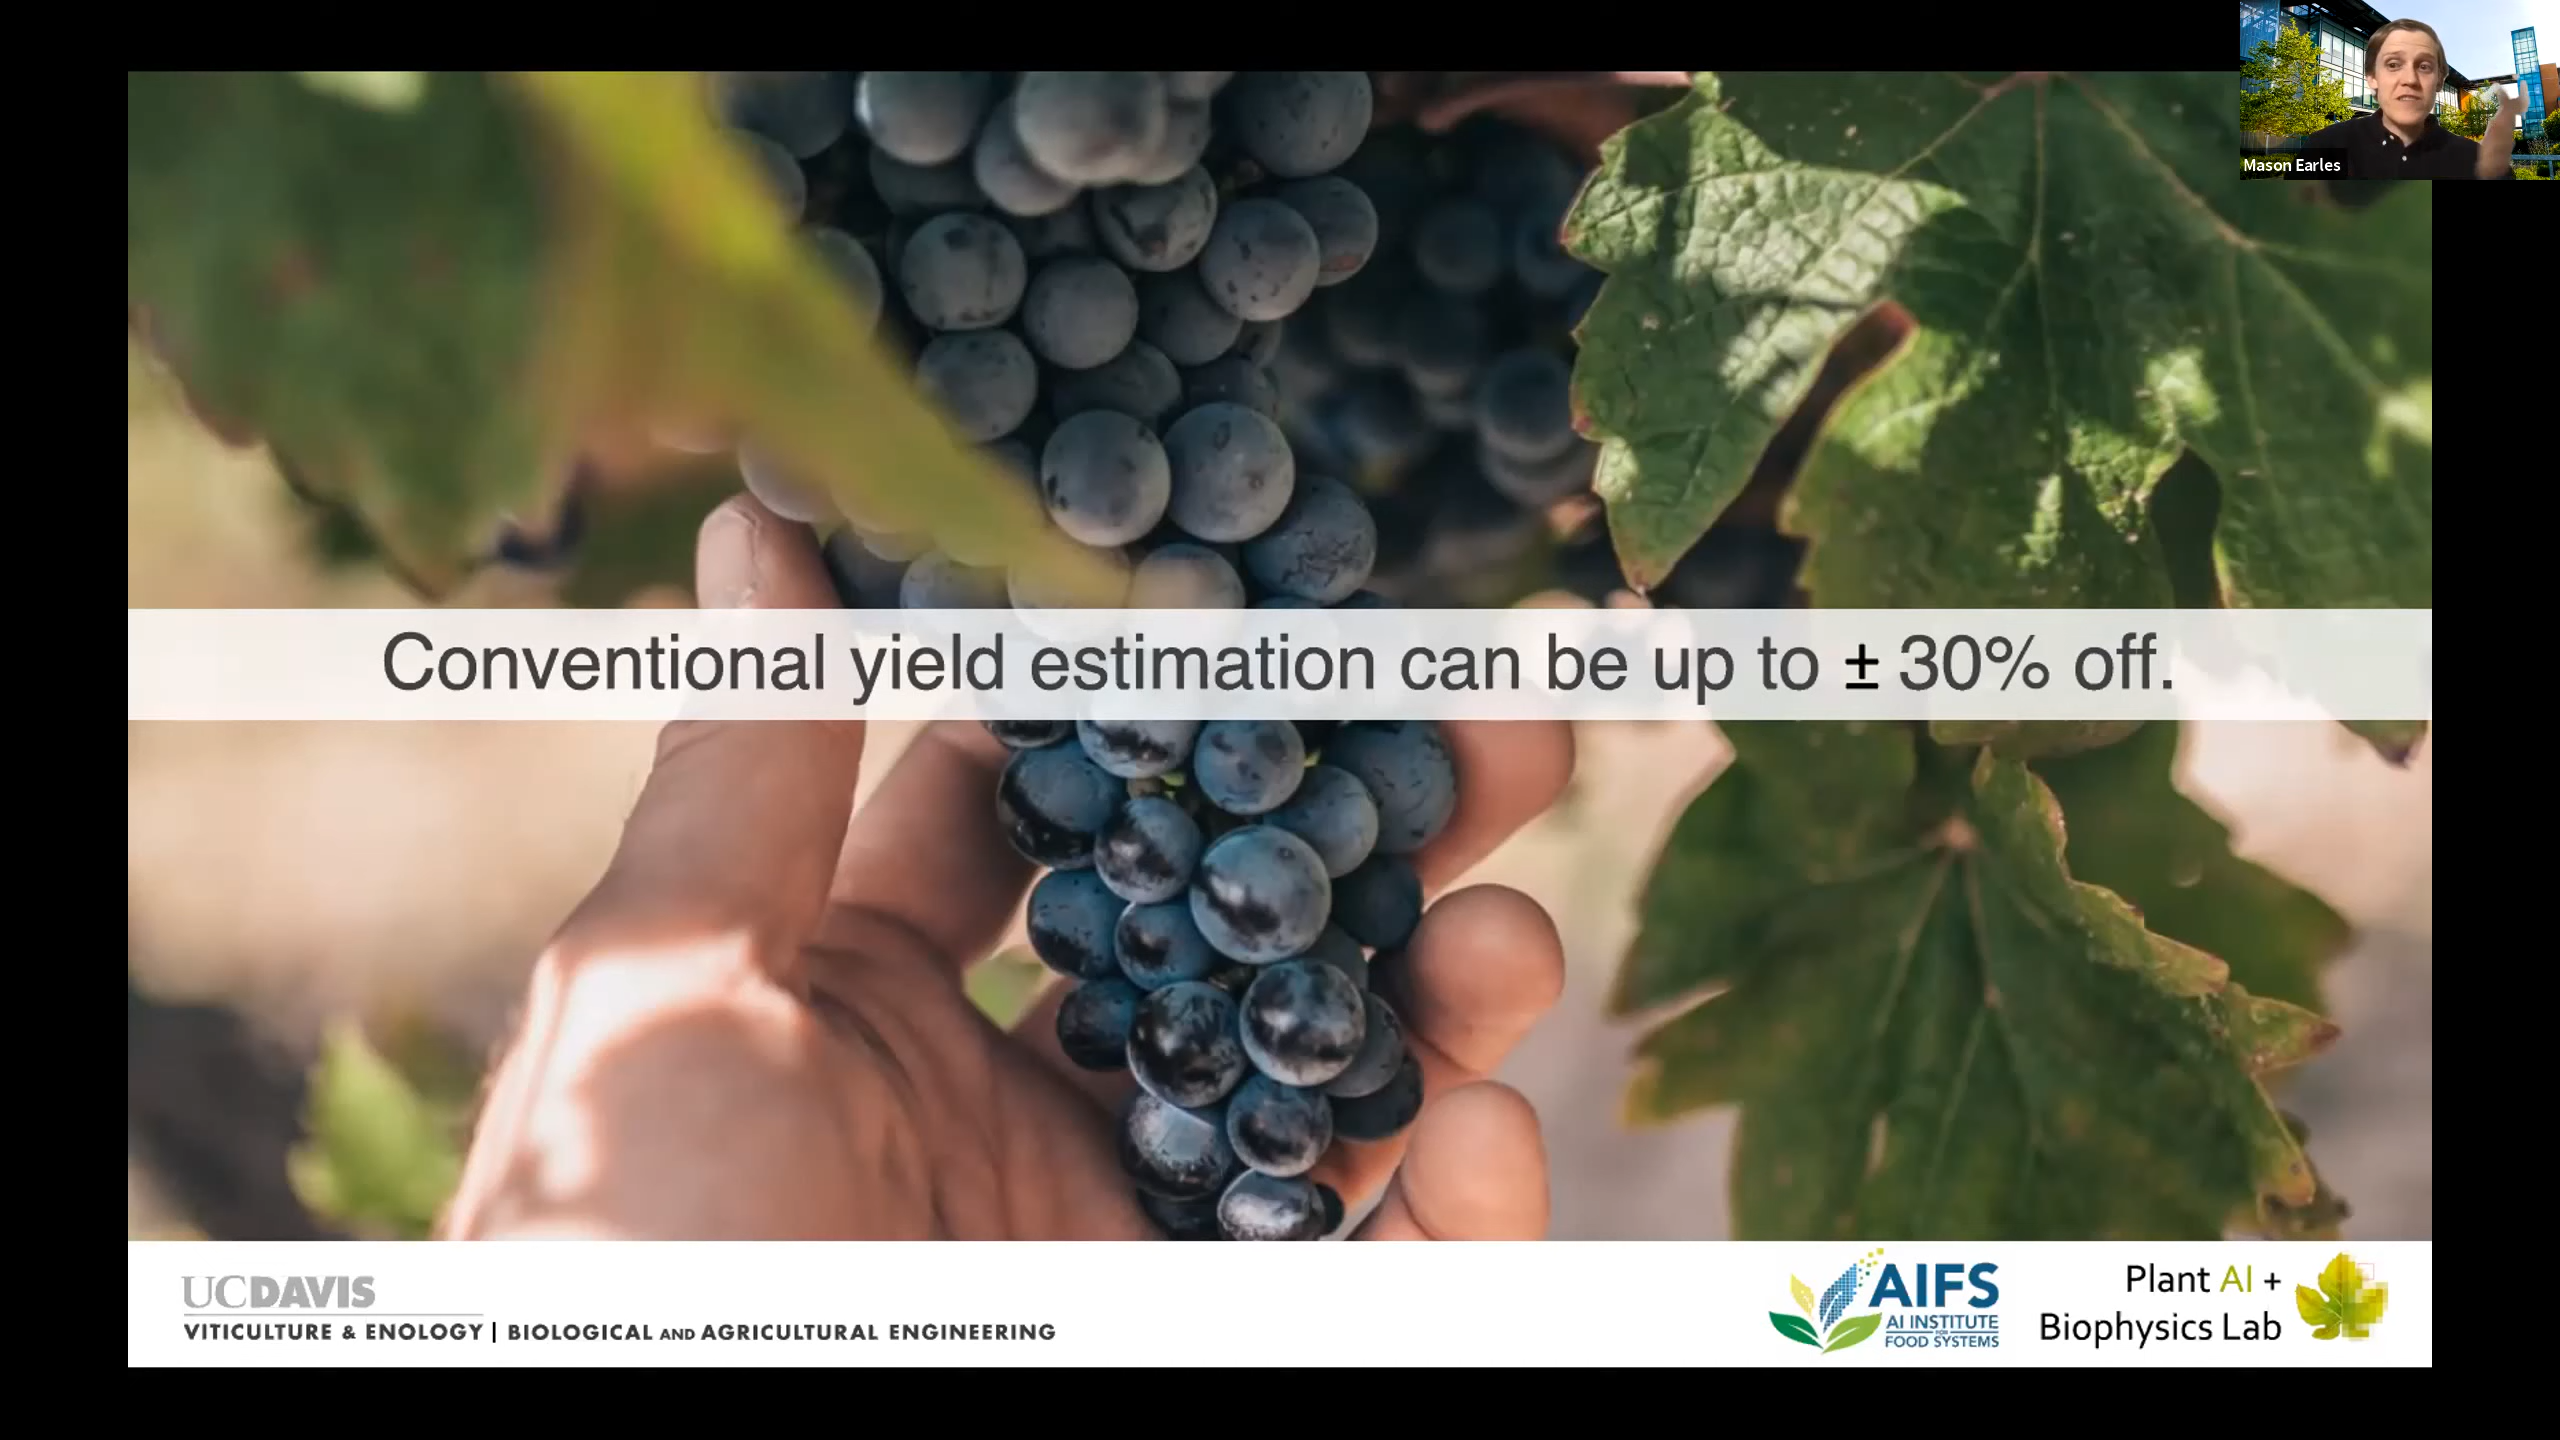 Mason Earles
Conventional yield estimation can be up to ± 30% off.
UCDAVIS
VITICULTURE & ENOLOGY | BIOLOGICAL AND AGRICULTURAL ENGINEERING
AIFS
AI INSTITUTE
FOR
FOOD SYSTEMS
Plant AI +
Biophysics Lab